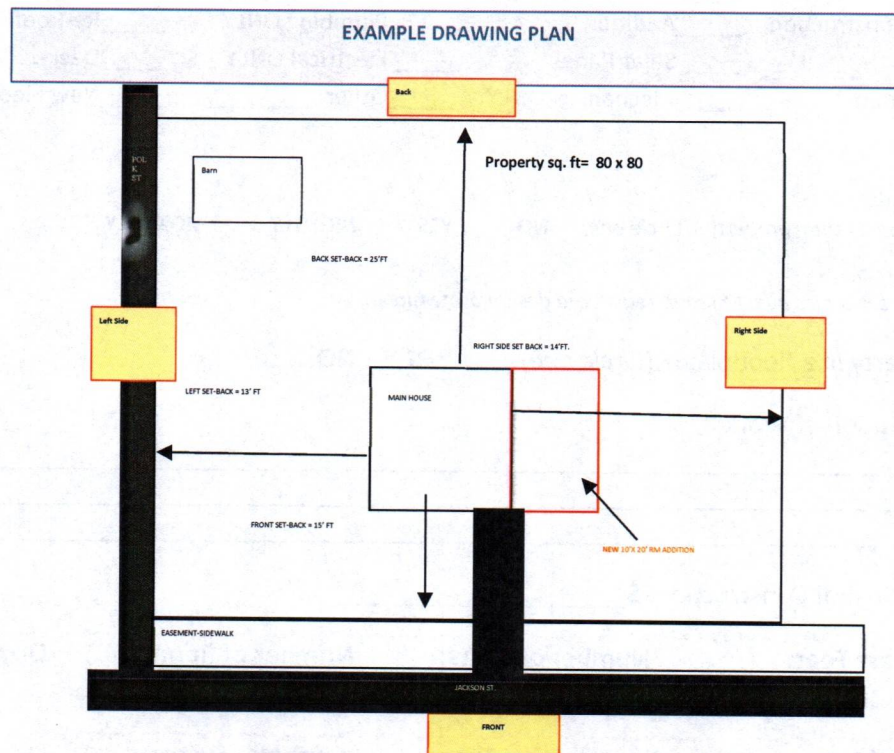 EXAMPLE DRAWING PLAN
Back
POL
K
ST
Barn
Property sq. ft= 80 x 80
BACK SET-BACK = 25'FT
Left Side
Right Side
RIGHT SIDE SET BACK = 14'FT.
LEFT SET-BACK = 13' FT
MAIN HOUSE
FRONT SET-BACK = 15' FT
NEW 10'X 20' RM ADDITION
EASEMENT-SIDEWALK
JACKSON ST.
FRONT